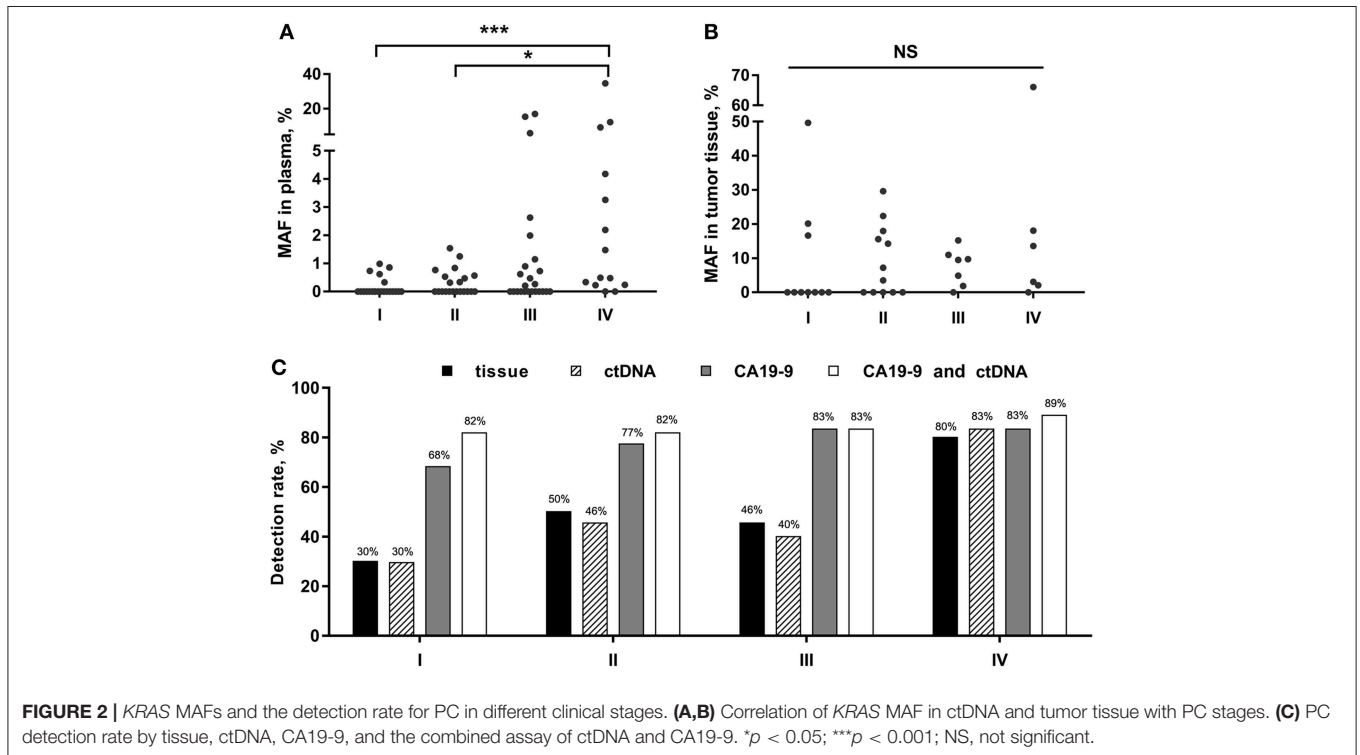 A
***
*
MAF in plasma, %
40
20
5
4
3
2
1
0
I II III IV
B
NS
MAF in tumor tissue, %
70
60
50
40
30
20
10
0
I II III IV
C
tissue ctDNA CA19-9 CA19-9 and ctDNA
Detection rate, %
100
80
60
40
20
0
30% 30% 68% 82%
50% 46% 77% 82%
46% 40% 83% 83%
80% 83% 83% 89%
I II III IV
FIGURE 2 | KRAS MAFs and the detection rate for PC in different clinical stages. (A,B) Correlation of KRAS MAF in ctDNA and tumor tissue with PC stages. (C) PC
detection rate by tissue, ctDNA, CA19-9, and the combined assay of ctDNA and CA19-9. *p < 0.05; ***p < 0.001; NS, not significant.